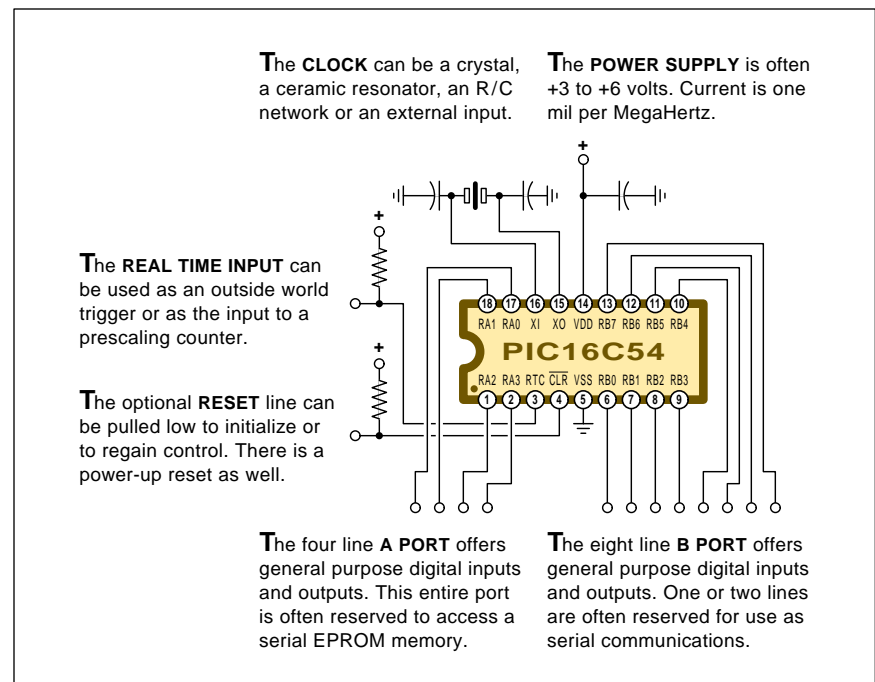 The CLOCK can be a crystal,
a ceramic resonator, an R/C
network or an external input.
The POWER SUPPLY is often
+3 to +6 volts. Current is one
mil per MegaHertz.
+
+
The REAL TIME INPUT can
be used as an outside world
trigger or as the input to a
prescaling counter.
18 17 16 15 14 13 12 11 10
RA1 RA0 XI XO VDD RB7 RB6 RB5 RB4
PIC16C54
RA2 RA3 RTC CLR VSS RB0 RB1 RB2 RB3
1 2 3 4 5 6 7 8 9
+
The optional RESET line can
be pulled low to initialize or
to regain control. There is a
power-up reset as well.
The four line A PORT offers
general purpose digital inputs
and outputs. This entire port
is often reserved to access a
serial EPROM memory.
The eight line B PORT offers
general purpose digital inputs
and outputs. One or two lines
are often reserved for use as
serial communications.